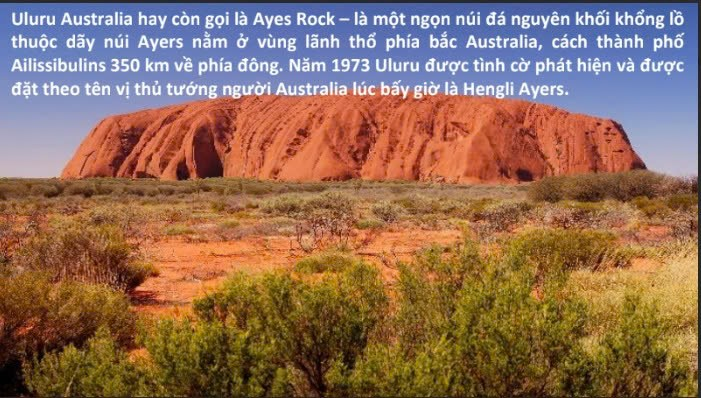 Uluru Australia hay còn gọi là Ayes Rock – là một ngọn núi đá nguyên khối khổng lồ
thuộc dãy núi Ayers nằm ở vùng lãnh thổ phía bắc Australia, cách thành phố
Ailissibulins 350 km về phía đông. Năm 1973 Uluru được tình cờ phát hiện và được
đặt theo tên vị thủ tướng người Australia lúc bấy giờ là Hengli Ayers.